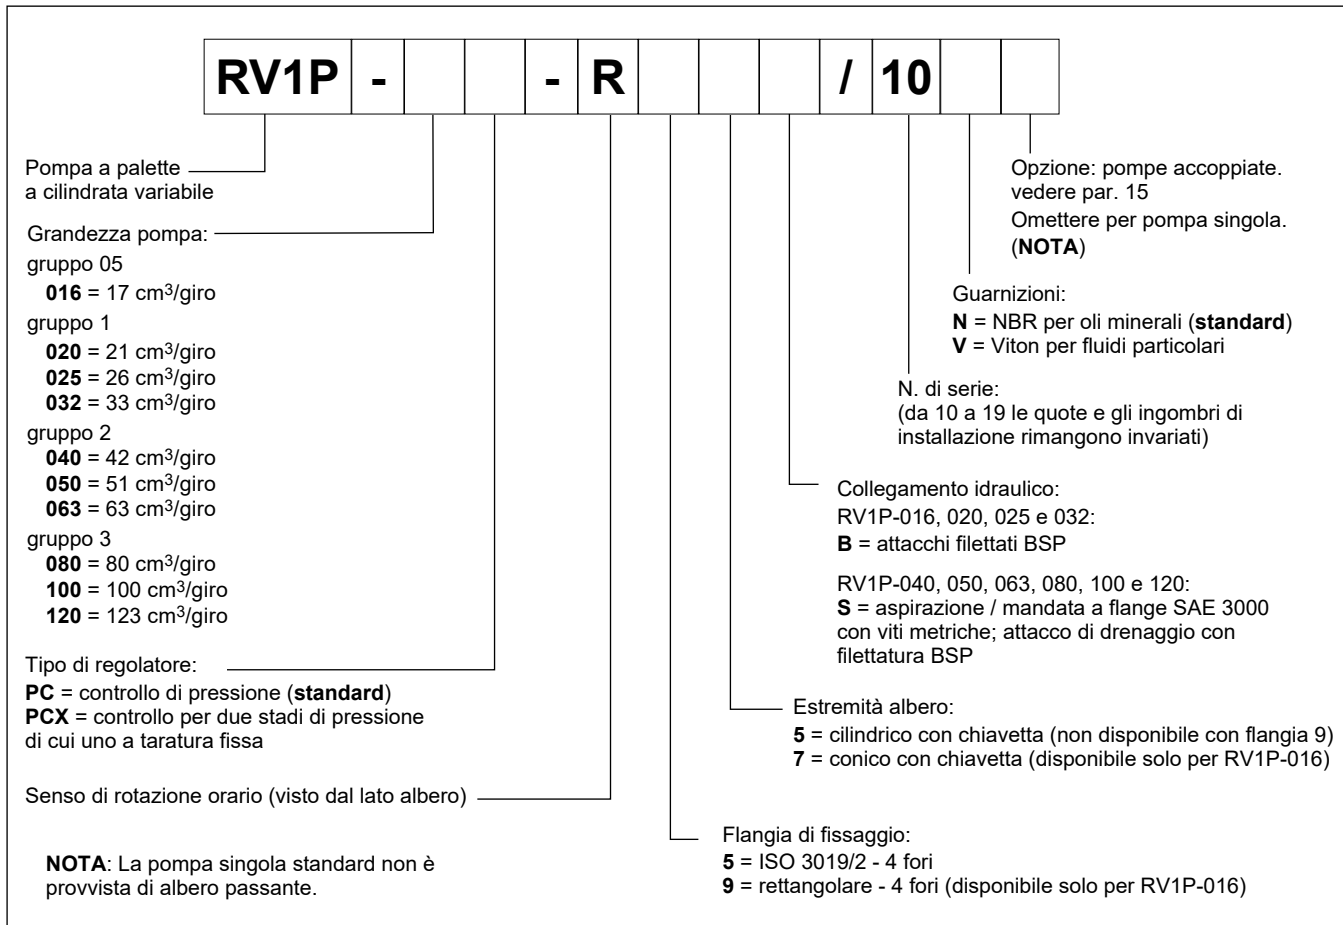 RV1P - - R / 10
Pompa a palette
a cilindrata variabile
Grandezza pompa:
gruppo 05
016 = 17 cm3/giro
gruppo 1
020 = 21 cm3/giro
025 = 26 cm3/giro
032 = 33 cm3/giro
gruppo 2
040 = 42 cm3/giro
050 = 51 cm3/giro
063 = 63 cm3/giro
gruppo 3
080 = 80 cm3/giro
100 = 100 cm3/giro
120 = 123 cm3/giro
Tipo di regolatore:
PC = controllo di pressione (standard)
PCX = controllo per due stadi di pressione
di cui uno a taratura fissa
Senso di rotazione orario (visto dal lato albero)
NOTA: La pompa singola standard non è
provvista di albero passante.
Opzione: pompe accoppiate.
vedere par. 15
Omettere per pompa singola.
(NOTA)
Guarnizioni:
N = NBR per oli minerali (standard)
V = Viton per fluidi particolari
N. di serie:
(da 10 a 19 le quote e gli ingombri di
installazione rimangono invariati)
Collegamento idraulico:
RV1P-016, 020, 025 e 032:
B = attacchi filettati BSP
RV1P-040, 050, 063, 080, 100 e 120:
S = aspirazione / mandata a flange SAE 3000
con viti metriche; attacco di drenaggio con
filettatura BSP
Estremità albero:
5 = cilindrico con chiavetta (non disponibile con flangia 9)
7 = conico con chiavetta (disponibile solo per RV1P-016)
Flangia di fissaggio:
5 = ISO 3019/2 - 4 fori
9 = rettangolare - 4 fori (disponibile solo per RV1P-016)